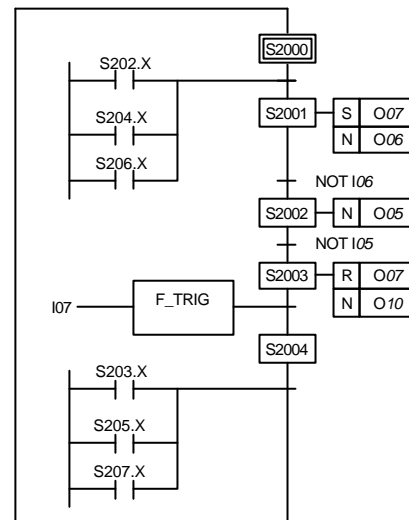 S2000
S202.X
S204.X
S206.X
S2001
S O07
N O06
NOT I06
S2002
N O05
NOT I05
S2003
R O07
N O10
I07
F_TRIG
S2004
S203.X
S205.X
S207.X